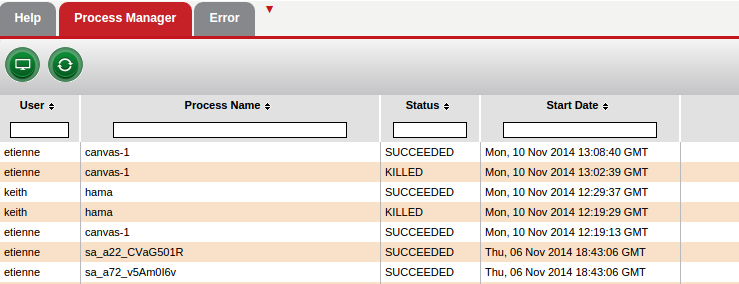 Help Process Manager Error
User Process Name Status Start Date
etienne canvas-1 SUCCEEDED Mon, 10 Nov 2014 13:08:40 GMT
etienne canvas-1 KILLED Mon, 10 Nov 2014 13:02:39 GMT
keith hama SUCCEEDED Mon, 10 Nov 2014 12:29:37 GMT
keith hama KILLED Mon, 10 Nov 2014 12:19:29 GMT
etienne canvas-1 SUCCEEDED Mon, 10 Nov 2014 12:19:13 GMT
etienne sa_a22_CVaG501R SUCCEEDED Thu, 06 Nov 2014 18:43:06 GMT
etienne sa_a72_v5Am0I6v SUCCEEDED Thu, 06 Nov 2014 18:43:06 GMT